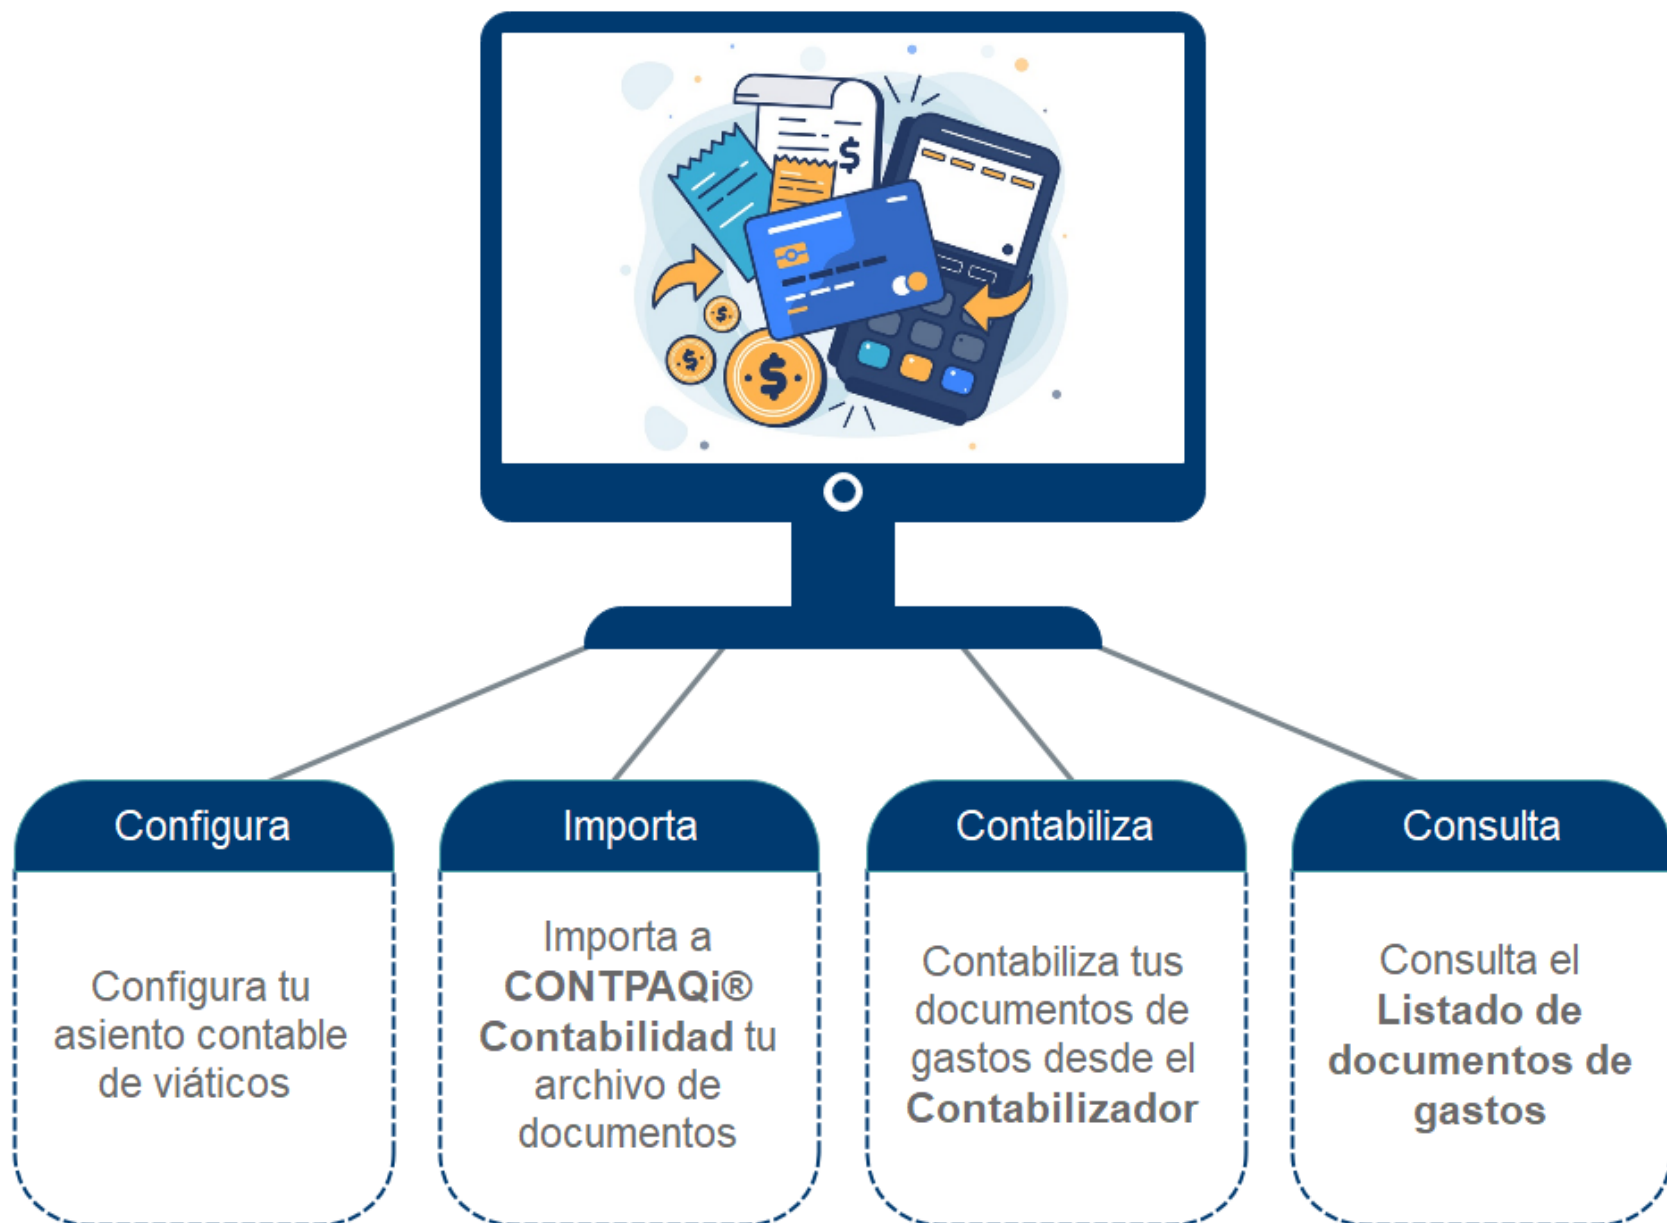 Configura
Configura tu
asiento contable
de viáticos
Importa
Importa a
CONTPAQi®
Contabilidad tu
archivo de
documentos
Contabiliza
Contabiliza tus
documentos de
gastos desde el
Contabilizador
Consulta
Consulta el
Listado de
documentos de
gastos